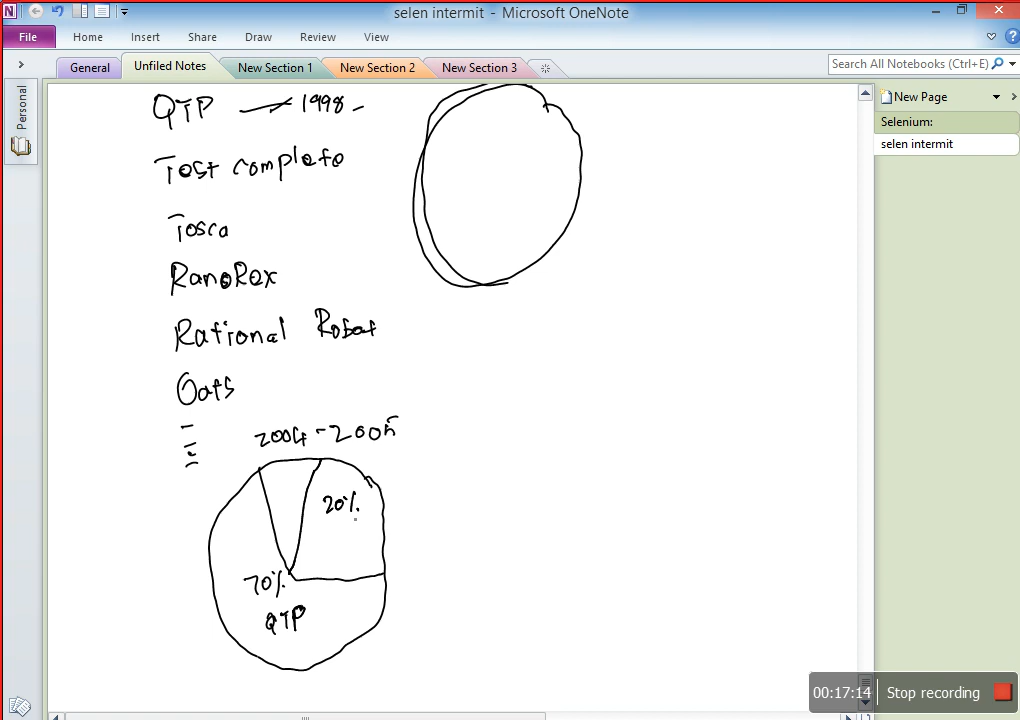 selen intermit - Microsoft OneNote
File Home Insert Share Draw Review View
General Unfiled Notes New Section 1 New Section 2 New Section 3
Search All Notebooks (Ctrl+E)
Personal
New Page
Selenium:
selen intermit
QTP 1998 -
Test complete
Tosca
RanoRex
Rational Robot
Oats
2004 - 2005
20%
70%
QTP
00:17:14 Stop recording